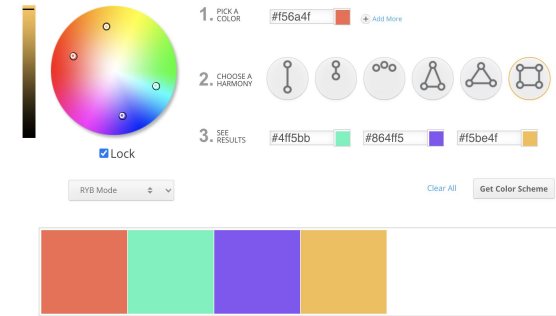 1. PICK A COLOR
#f56a4f
+ Add More
2. CHOOSE A HARMONY
3. SEE RESULTS
#4ff5bb
#864ff5
#f5be4f
Lock
RYB Mode
Clear All
Get Color Scheme